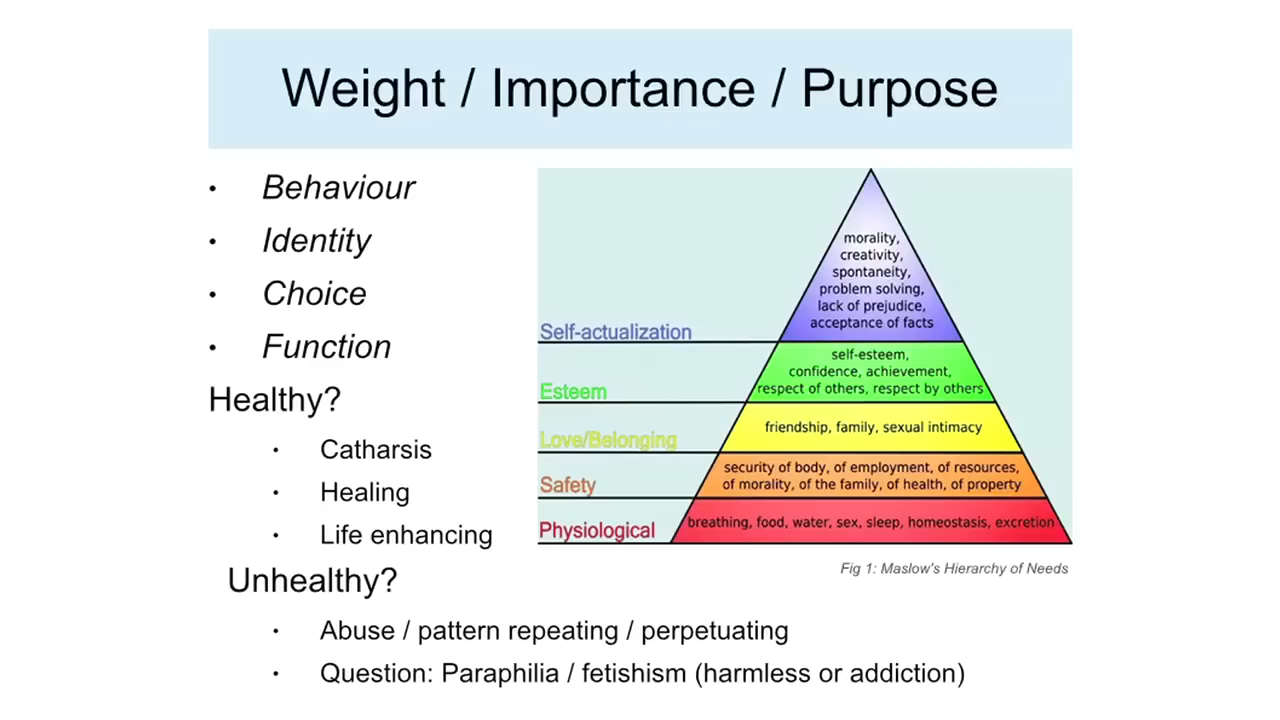 Weight / Importance / Purpose
• Behaviour
• Identity
• Choice
• Function
Healthy?
• Catharsis
• Healing
• Life enhancing
Unhealthy?
• Abuse / pattern repeating / perpetuating
• Question: Paraphilia / fetishism (harmless or addiction)
morality,
creativity,
spontaneity,
problem solving,
lack of prejudice,
acceptance of facts
Self-actualization
self-esteem,
confidence, achievement,
respect of others, respect by others
Esteem
friendship, family, sexual intimacy
Love/Belonging
security of body, of employment, of resources,
of morality, of the family, of health, of property
Safety
breathing, food, water, sex, sleep, homeostasis, excretion
Physiological
Fig 1: Maslow's Hierarchy of Needs